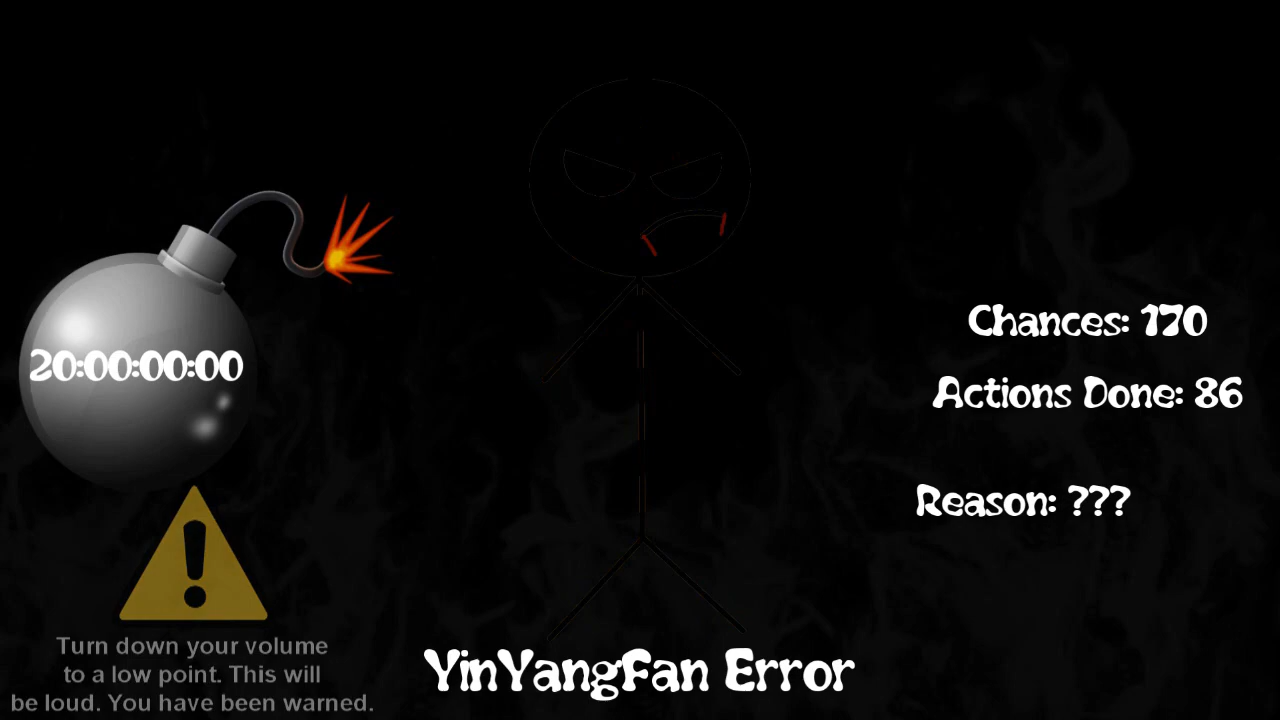 20:00:00:00
Chances: 170
Actions Done: 86
Reason: ???
Turn down your volume
to a low point. This will
be loud. You have been warned.
YinYangFan Error